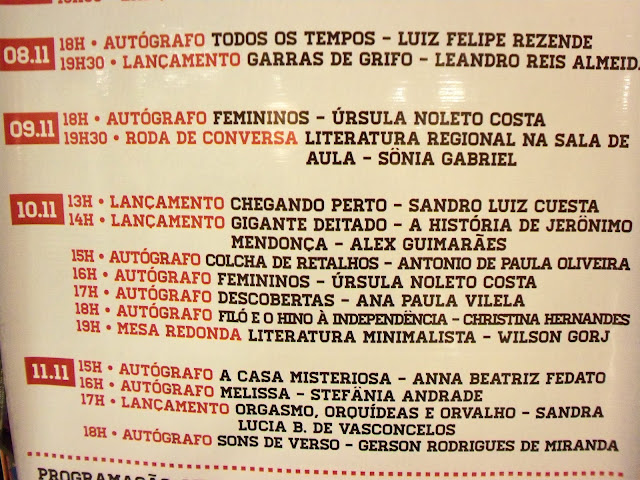 08.11 18H • AUTÓGRAFO TODOS OS TEMPOS – LUIZ FELIPE REZENDE
19H30 • LANÇAMENTO GARRAS DE GRIFO – LEANDRO REIS ALMEID
09.11 18H • AUTÓGRAFO FEMININOS – ÚRSULA NOLETO COSTA
19H30 • RODA DE CONVERSA LITERATURA REGIONAL NA SALA DE
AULA – SÔNIA GABRIEL
10.11 13H • LANÇAMENTO CHEGANDO PERTO – SANDRO LUIZ CUESTA
14H • LANÇAMENTO GIGANTE DEITADO – A HISTÓRIA DE JERÔNIMO
MENDONÇA – ALEX GUIMARÃES
15H • AUTÓGRAFO COLCHA DE RETALHOS – ANTONIO DE PAULA OLIVEIRA
16H • AUTÓGRAFO FEMININOS – ÚRSULA NOLETO COSTA
17H • AUTÓGRAFO DESCOBERTAS – ANA PAULA VILELA
18H • AUTÓGRAFO FILÓ E O HINO À INDEPENDÊNCIA – CHRISTINA HERNANDES
19H • MESA REDONDA LITERATURA MINIMALISTA – WILSON GORJ
11.11 15H • AUTÓGRAFO A CASA MISTERIOSA – ANNA BEATRIZ FEDATO
16H • AUTÓGRAFO MELISSA – STEFÂNIA ANDRADE
17H • LANÇAMENTO ORGASMO, ORQUÍDEAS E ORVALHO – SANDRA
LUCIA B. DE VASCONCELOS
18H • AUTÓGRAFO SONS DE VERSO – GERSON RODRIGUES DE MIRANDA
PROGRAMAÇÃO